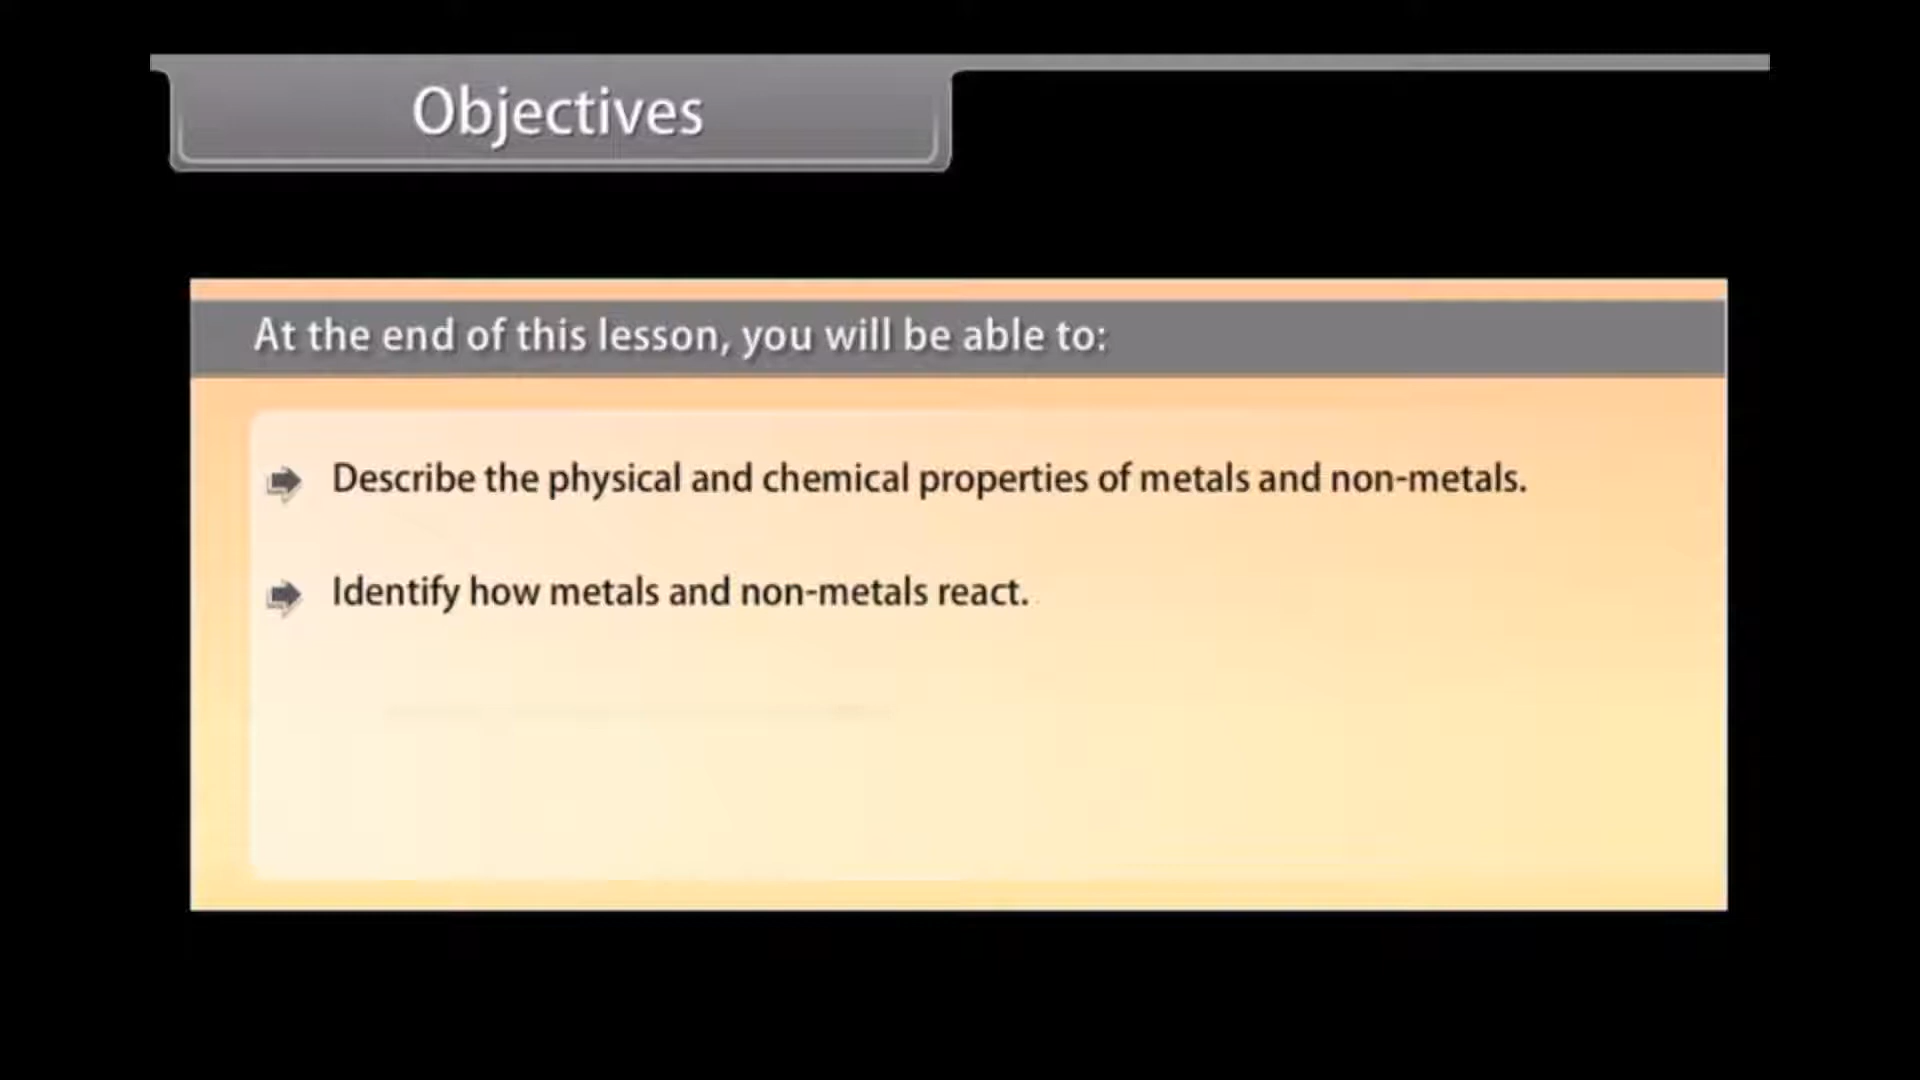 Objectives
At the end of this lesson, you will be able to:
Describe the physical and chemical properties of metals and non-metals.
Identify how metals and non-metals react.